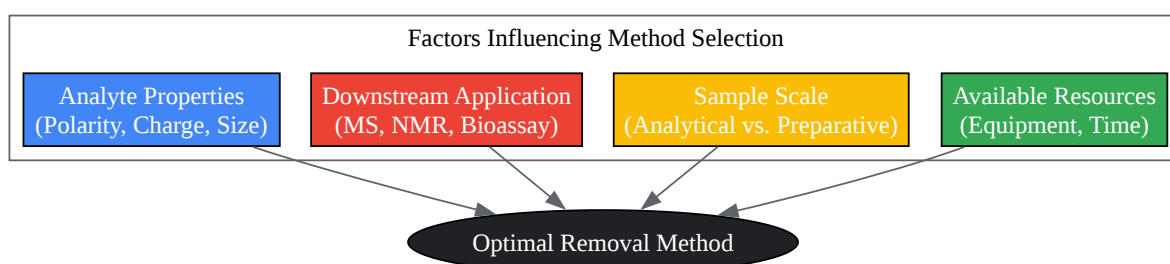 Factors Influencing Method Selection
Analyte Properties
(Polarity, Charge, Size)
Downstream Application
(MS, NMR, Bioassay)
Sample Scale
(Analytical vs. Preparative)
Available Resources
(Equipment, Time)
Optimal Removal Method